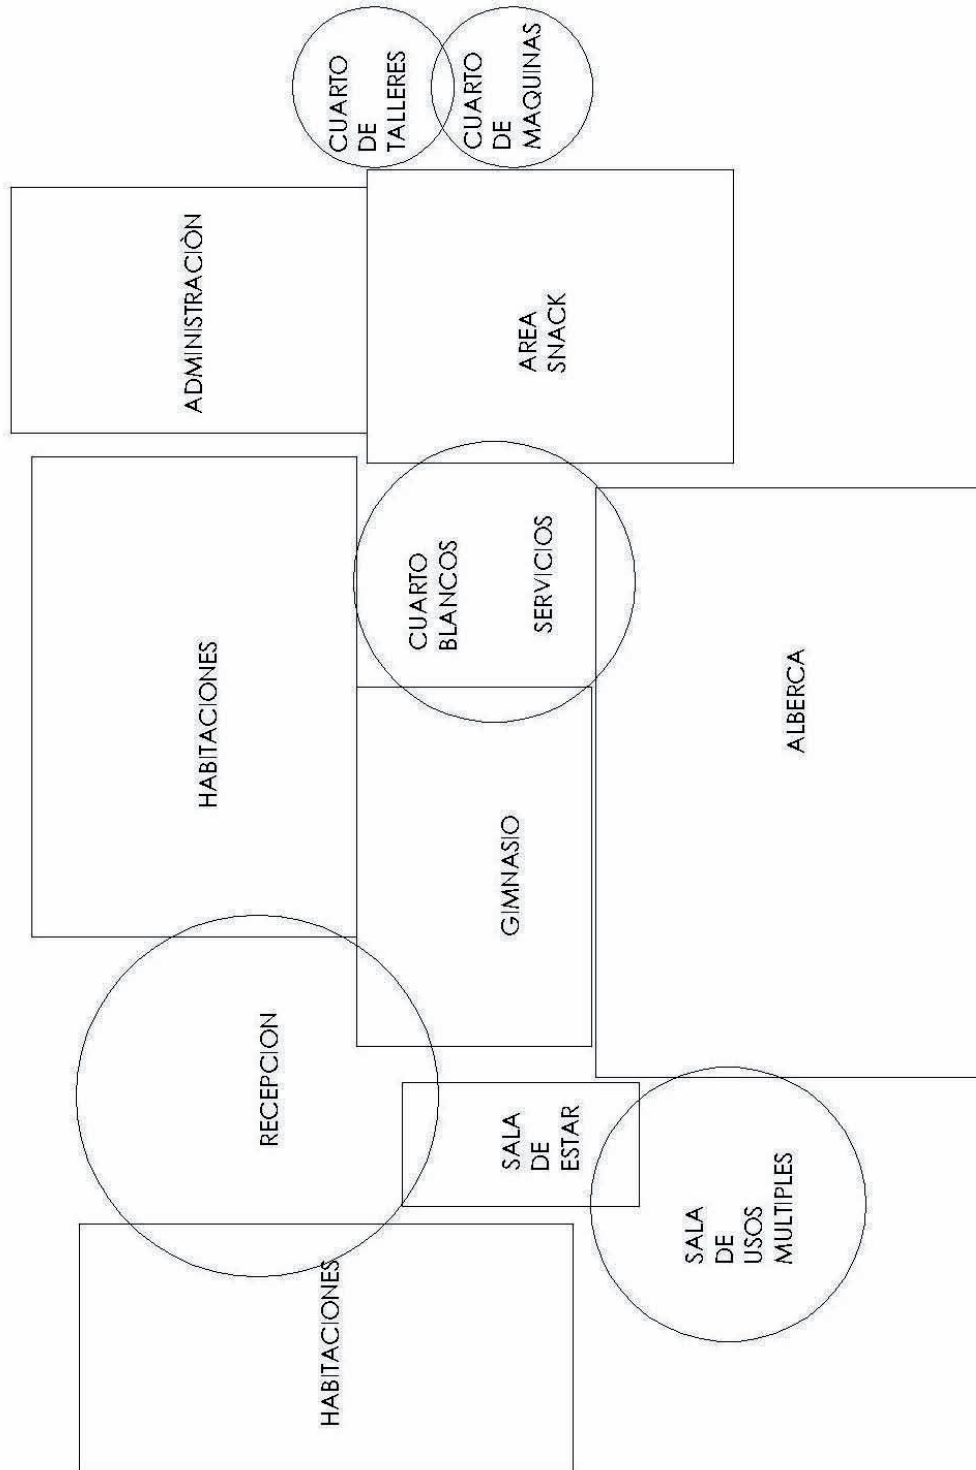 HABITACIONES
RECEPCION
HABITACIONES
ADMINISTRACIÒN
CUARTO
DE
TALLERES
CUARTO
DE
MAQUINAS
SALA
DE
ESTAR
GIMNASIO
CUARTO
BLANCOS
SERVICIOS
AREA
SNACK
SALA
DE
USOS
MULTIPLES
ALBERCA